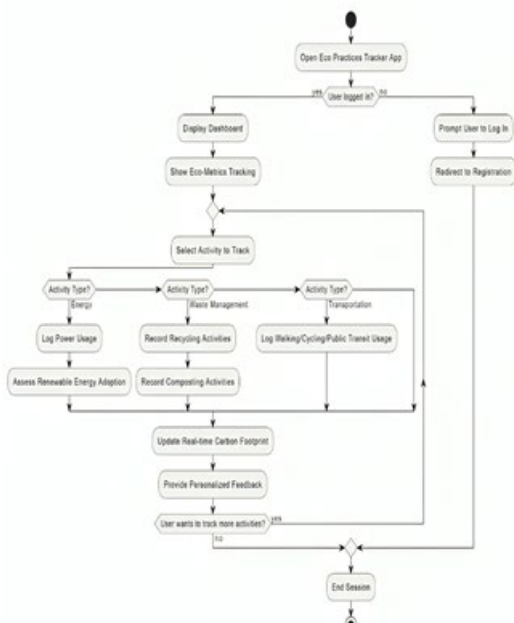 Open Eco Practices Tracker App
yes
User logged in?
no
Display Dashboard
Prompt User to Log In
Show Eco-Metrics Tracking
Redirect to Registration
Select Activity to Track
Activity Type?
Activity Type?
Activity Type?
Energy
Waste Management
Transportation
Log Power Usage
Record Recycling Activities
Log Walking/Cycling/Public Transit Usage
Assess Renewable Energy Adoption
Record Composting Activities
Update Real-time Carbon Footprint
Provide Personalized Feedback
User wants to track more activities?
yes
no
End Session